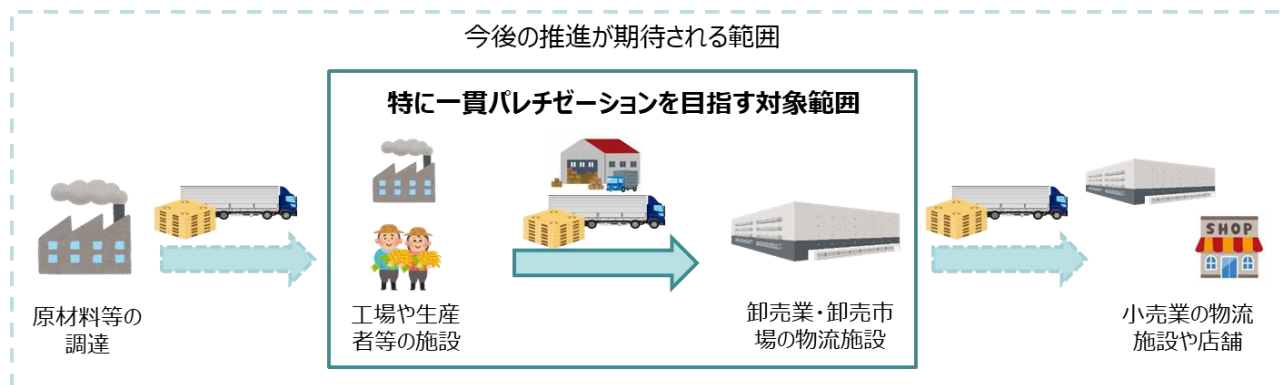 今後の推進が期待される範囲
特に一貫パレチゼーションを目指す対象範囲
原材料等の
調達
工場や生産
者等の施設
卸売業・卸売市
場の物流施設
SHOP
小売業の物流
施設や店舗